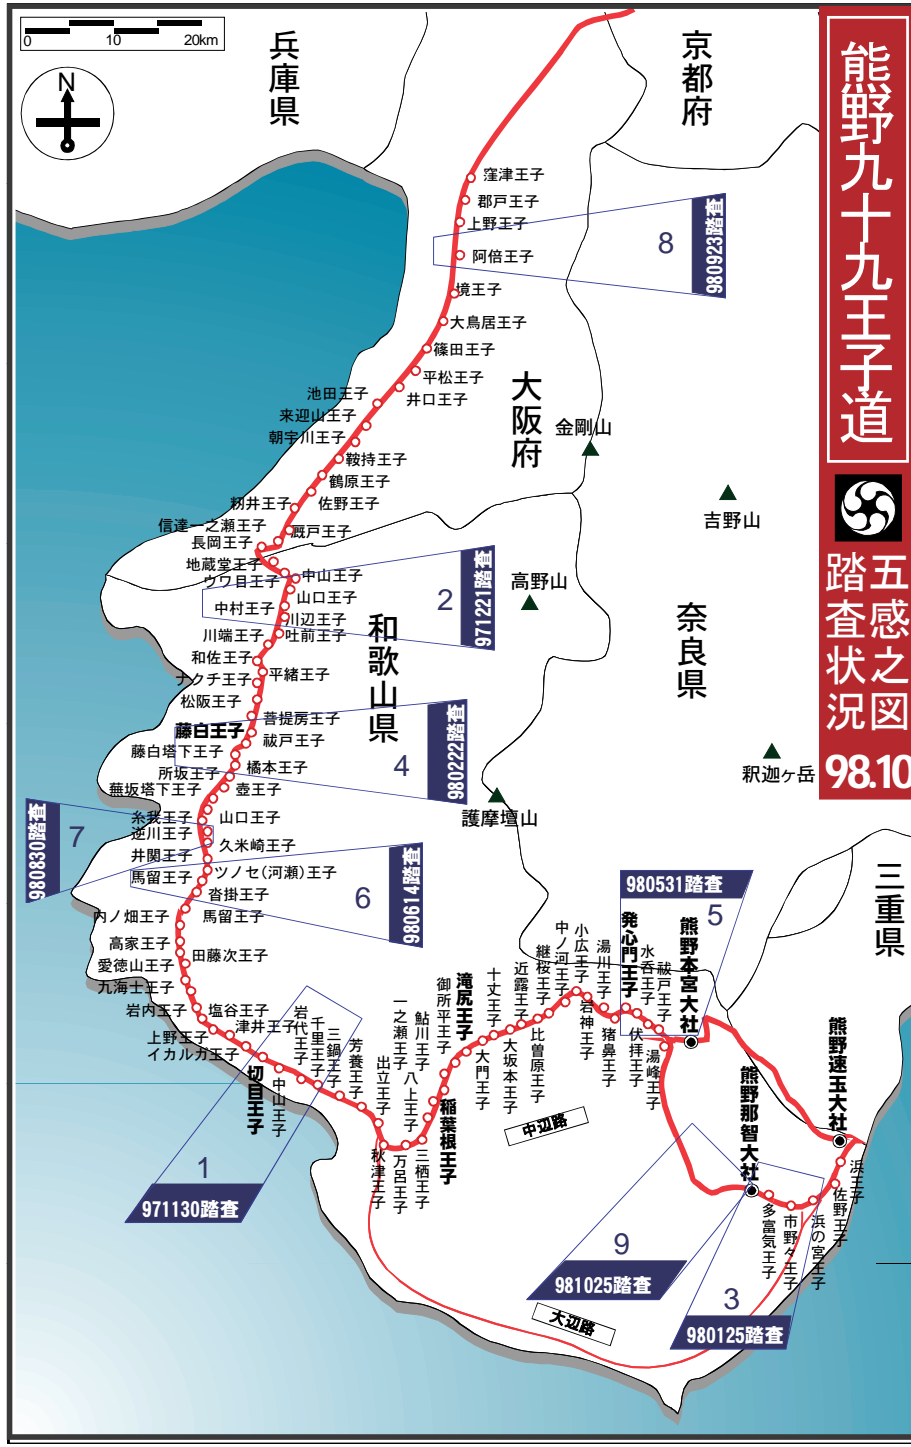 熊野九十九王子道
五感之図
踏査状況
98.10
0 10 20km
N
兵庫県
京都府
大阪府
和歌山県
奈良県
三重県
窪津王子
郡戸王子
上野王子
阿倍王子
境王子
大鳥居王子
篠田王子
平松王子
井口王子
池田王子
来迎山王子
朝宇川王子
鞍持王子
鶴原王子
佐野王子
籾井王子
信達一之瀬王子
厩戸王子
長岡王子
地蔵堂王子
ウワ目王子
中山王子
山口王子
中村王子
川辺王子
川端王子
吐前王子
和佐王子
平緒王子
ナクチ王子
松阪王子
菩提房王子
藤白王子
祓戸王子
藤白塔下王子
橘本王子
所坂王子
蕪坂塔下王子
壺王子
糸我王子
山口王子
逆川王子
久米崎王子
井関王子
ツノセ(河瀬)王子
馬留王子
沓掛王子
内ノ畑王子
馬留王子
高家王子
田藤次王子
愛徳山王子
九海士王子
岩内王子
塩谷王子
上野王子
津井王子
イカルガ王子
切目王子
中山王子
岩代王子
千里王子
三鍋王子
芳養王子
出立王子
秋津王子
万呂王子
三栖王子
八上王子
一之瀬王子
鮎川王子
稲葉根王子
御所平王子
滝尻王子
大門王子
十丈王子
大坂本王子
近露王子
比曽原王子
継桜王子
中ノ河王子
小広王子
岩神王子
湯川王子
猪鼻王子
発心門王子
水呑王子
伏拝王子
祓戸王子
湯峰王子
熊野本宮大社
熊野速玉大社
熊野那智大社
浜王子
佐野王子
浜の宮王子
市野々王子
多富気王子
金剛山
吉野山
高野山
釈迦ヶ岳
護摩壇山
中辺路
大辺路
8
980923踏査
2
971221踏査
4
980222踏査
7
980830踏査
6
980614踏査
980531踏査
5
1
971130踏査
9
981025踏査
3
980125踏査